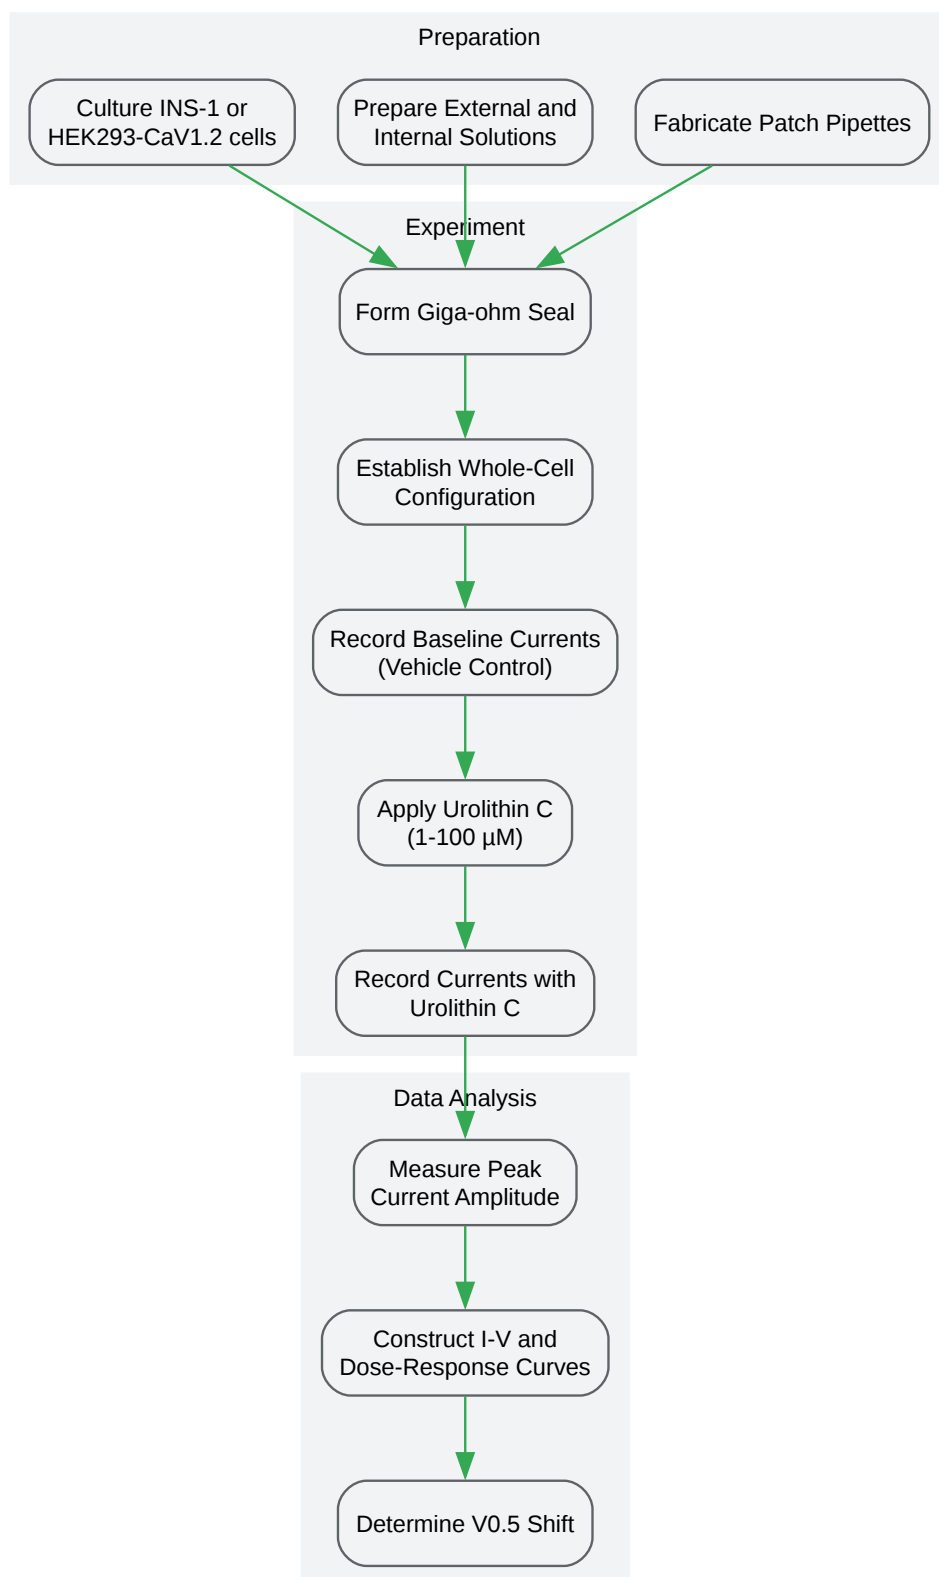 Preparation
Culture INS-1 or
HEK293-CaV1.2 cells
Prepare External and
Internal Solutions
Fabricate Patch Pipettes
Experiment
Form Giga-ohm Seal
Establish Whole-Cell
Configuration
Record Baseline Currents
(Vehicle Control)
Apply Urolithin C
(1-100 µM)
Record Currents with
Urolithin C
Data Analysis
Measure Peak
Current Amplitude
Construct I-V and
Dose-Response Curves
Determine V0.5 Shift